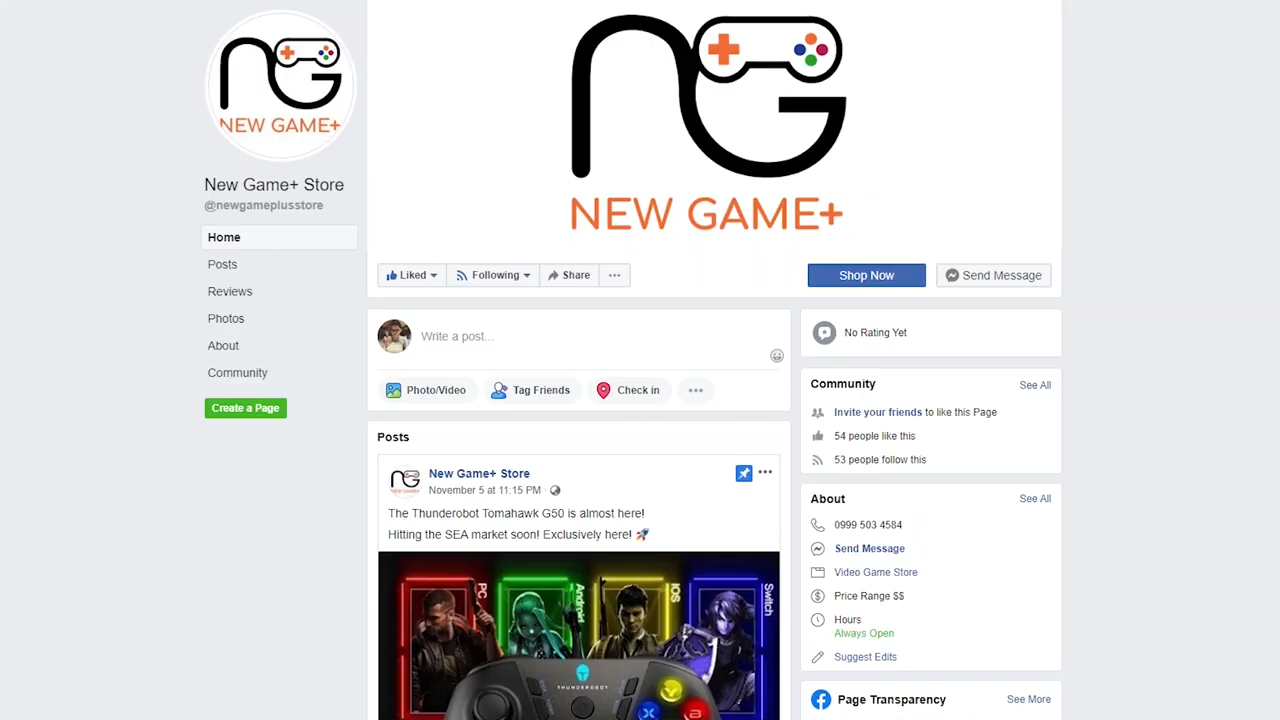 NEW GAME+
New Game+ Store
@newgameplusstore
Home
Posts
Reviews
Photos
About
Community
Create a Page
NEW GAME+
Liked
Following
Share
Shop Now
Send Message
Write a post...
Photo/Video
Tag Friends
Check in
Posts
New Game+ Store
November 5 at 11:15 PM
The Thunderobot Tomahawk G50 is almost here!
Hitting the SEA market soon! Exclusively here!
PC
Android
IOS
Switch
THUNDEROBOT
Y
X
B
No Rating Yet
Community
See All
Invite your friends to like this Page
54 people like this
53 people follow this
About
See All
0999 503 4584
Send Message
Video Game Store
Price Range $$
Hours
Always Open
Suggest Edits
Page Transparency
See More